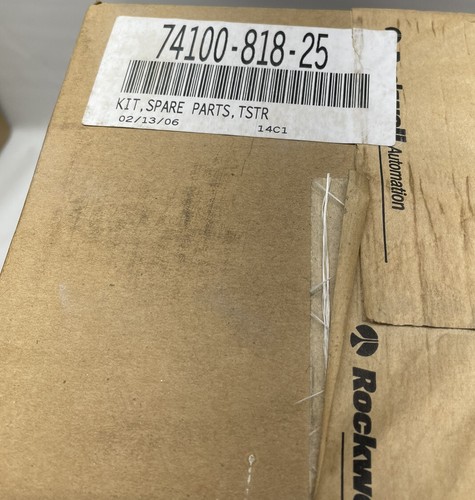 74100-818-25
KIT,SPARE PARTS,TSTR
02/13/06 14C1
Automation
Rockw